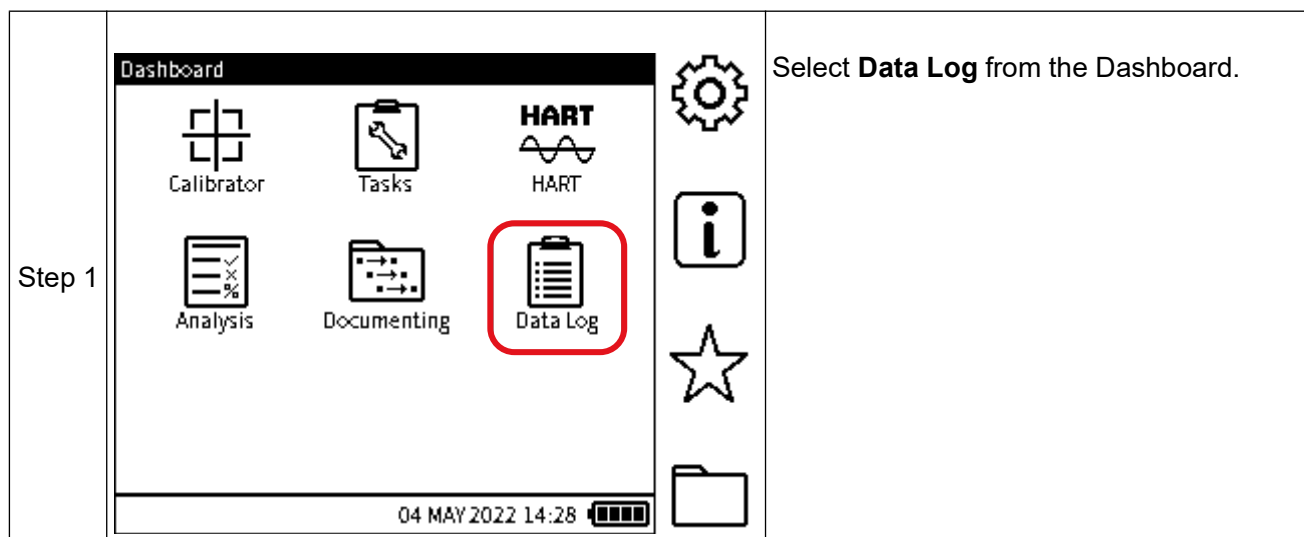 Step 1
Dashboard
HART
Calibrator
Tasks
HART
%
Analysis
Documenting
Data Log
04 MAY 2022 14:28
i
Select Data Log from the Dashboard.